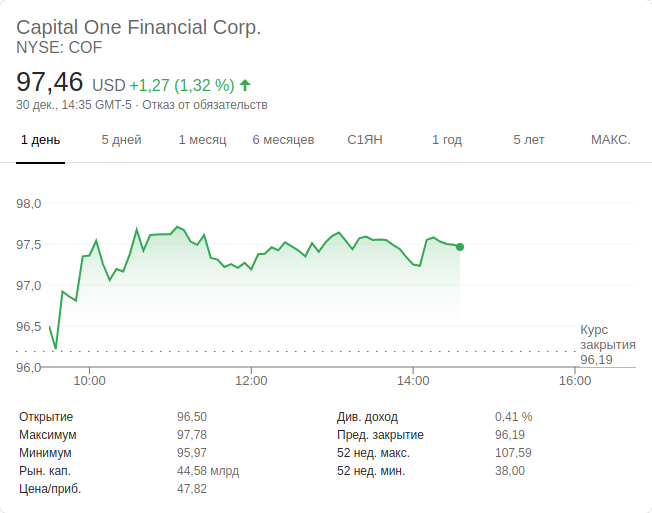 Capital One Financial Corp.
NYSE: COF
97,46 USD +1,27 (1,32 %)
30 дек., 14:35 GMT-5 · Отказ от обязательств
1 день 5 дней 1 месяц 6 месяцев С1ЯН 1 год 5 лет МАКС.
98,0
97,5
97,0
96,5
96,0
Курс
закрытия
96,19
10:00 12:00 14:00 16:00
Открытие 96,50 Див. доход 0,41 %
Максимум 97,78 Пред. закрытие 96,19
Минимум 95,97 52 нед. макс. 107,59
Рын. кап. 44,58 млрд 52 нед. мин. 38,00
Цена/приб. 47,82